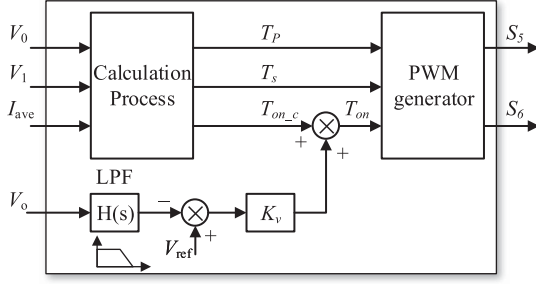 V0
V1
Iave
Vo
Calculation
Process
TP
Ts
Ton_c
+
+
Ton
PWM
generator
S5
S6
LPF
H(s)
−
+
Vref
Kv